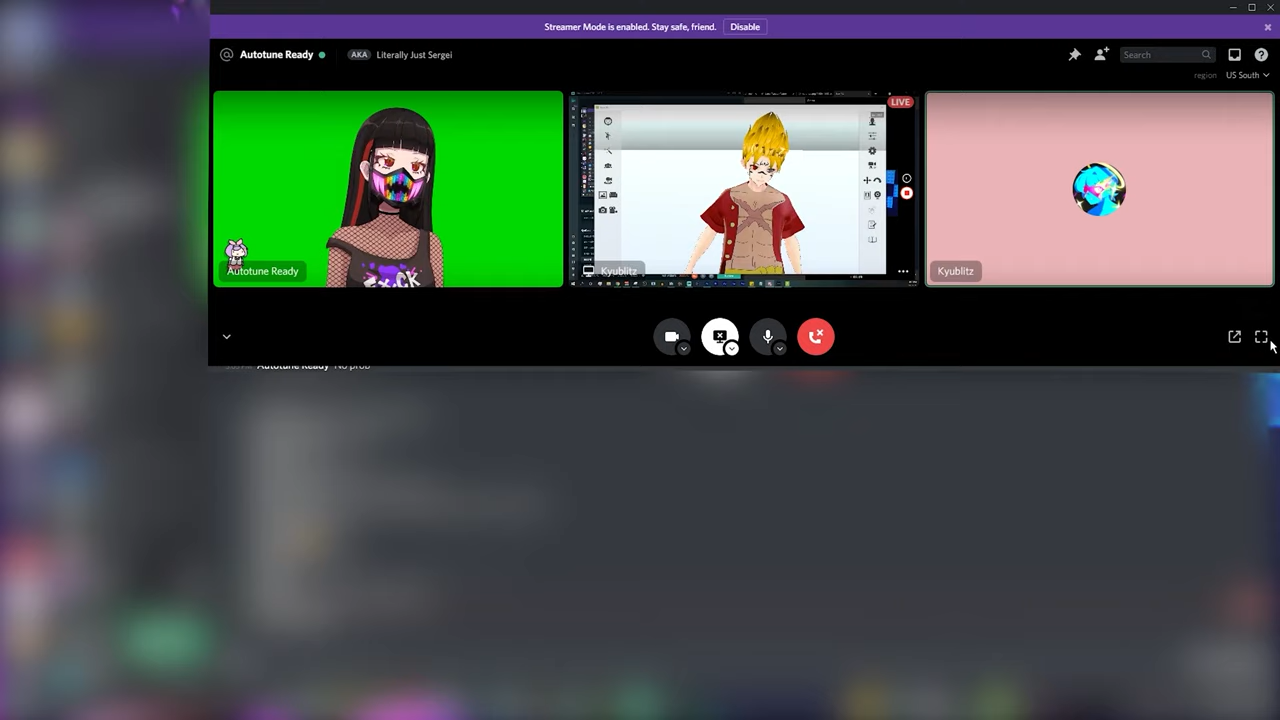 Streamer Mode is enabled. Stay safe, friend. Disable
Autotune Ready AKA Literally Just Sergei Search
region US South
LIVE
Autotune Ready
Kyublitz
Kyublitz
Autotune Ready No prob